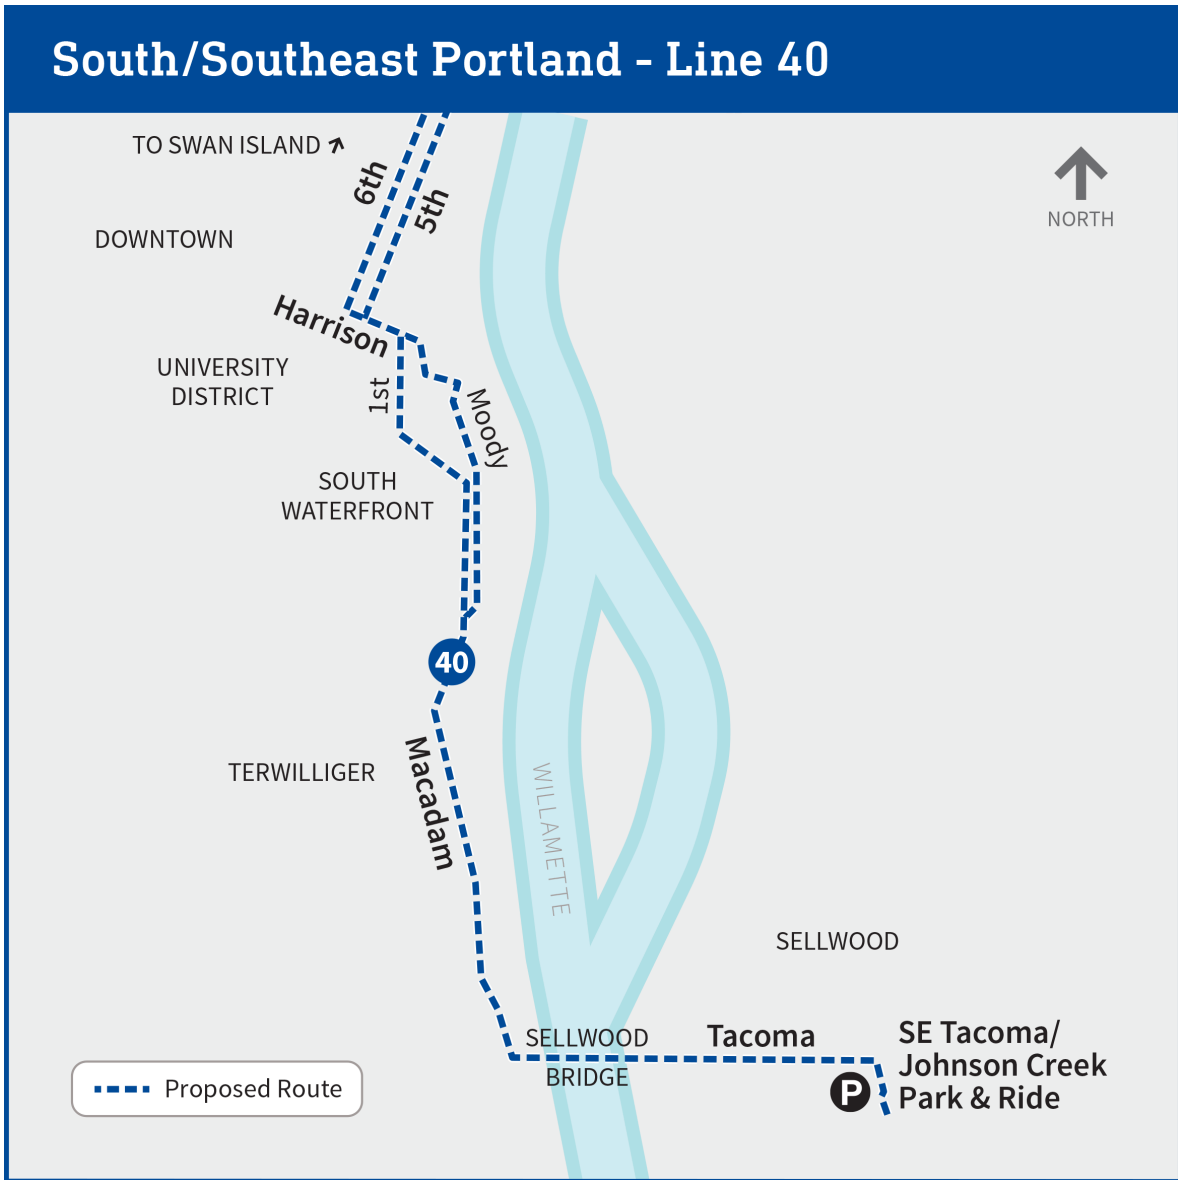 South/Southeast Portland - Line 40
TO SWAN ISLAND
NORTH
6th
5th
DOWNTOWN
Harrison
UNIVERSITY
DISTRICT
1st
Moody
SOUTH
WATERFRONT
40
TERWILLIGER
Macadam
WILLAMETTE
SELLWOOD
SELLWOOD
BRIDGE
Tacoma
SE Tacoma/
Johnson Creek
Park & Ride
P
Proposed Route